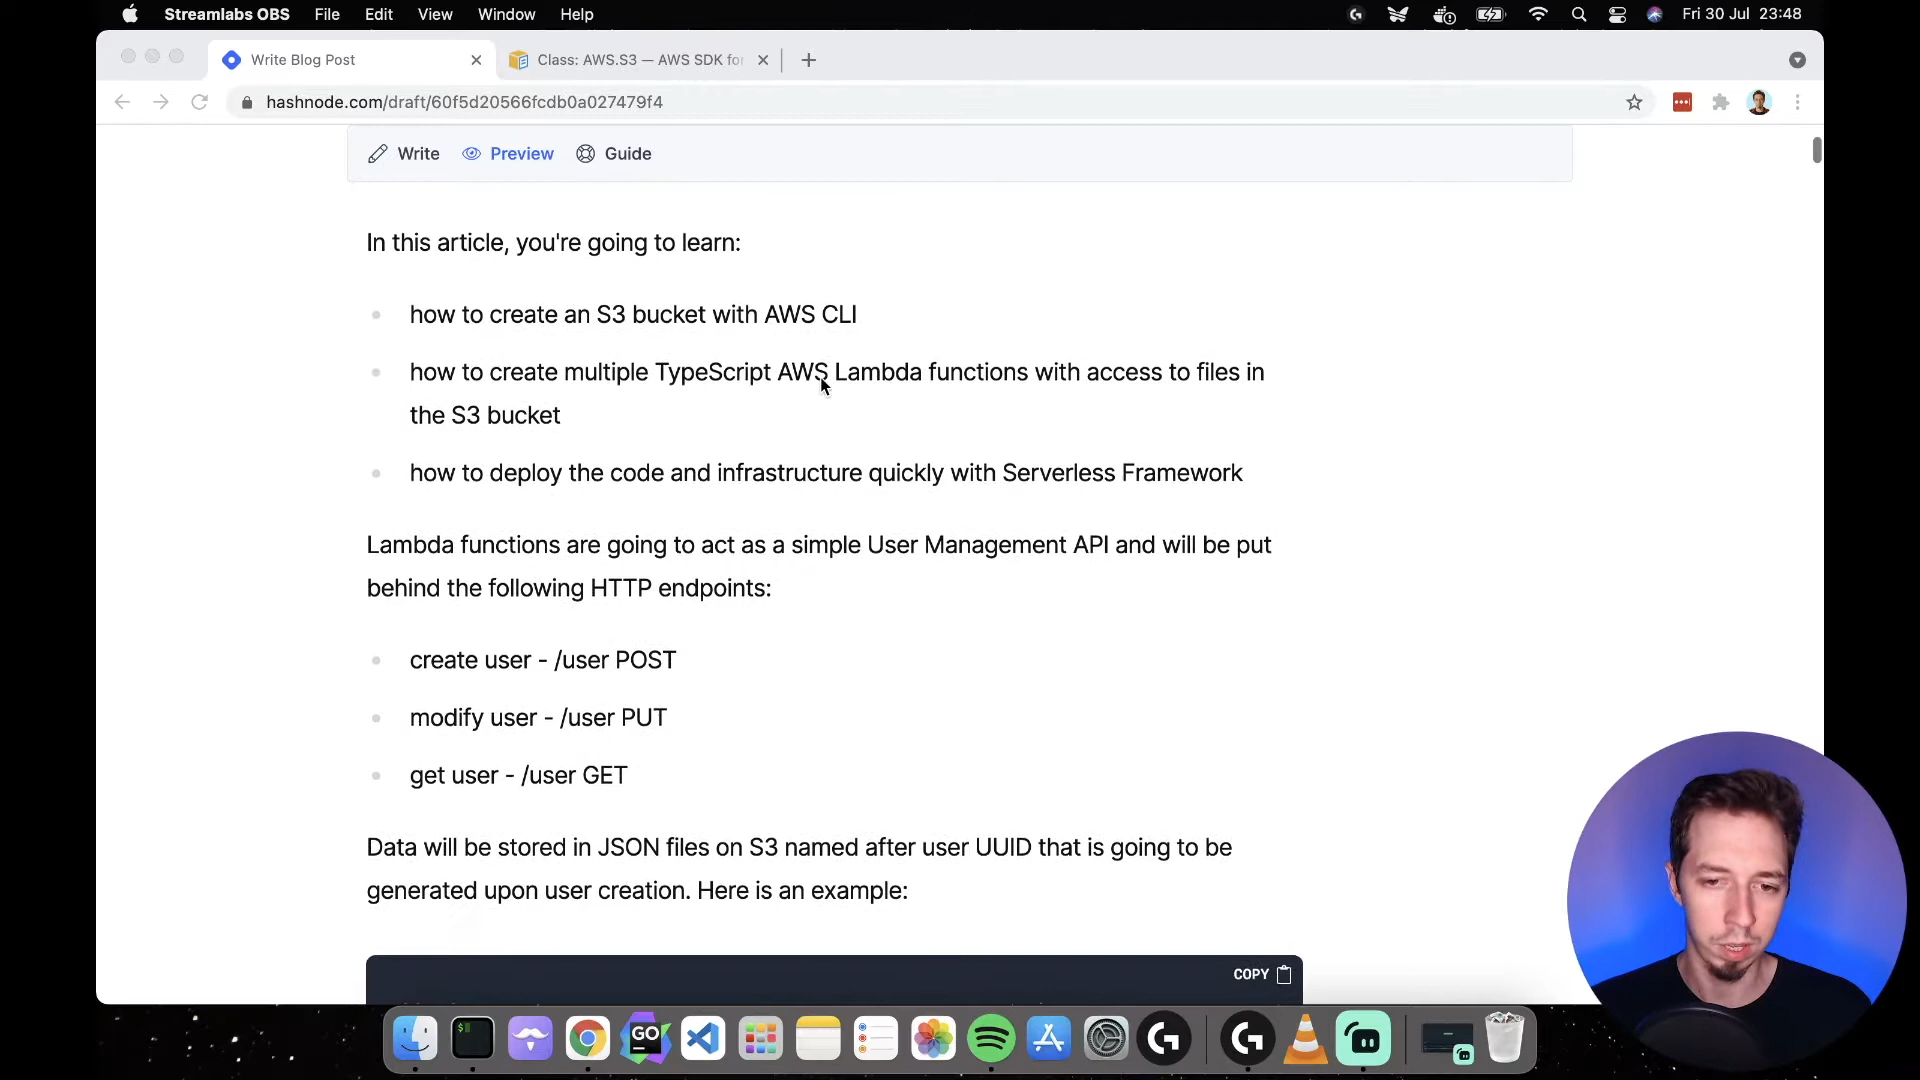 Streamlabs OBS File Edit View Window Help Fri 30 Jul 23:48
Write Blog Post Class: AWS.S3 — AWS SDK for
hashnode.com/draft/60f5d20566fcdb0a027479f4
Write Preview Guide
In this article, you're going to learn:
how to create an S3 bucket with AWS CLI
how to create multiple TypeScript AWS Lambda functions with access to files in
the S3 bucket
how to deploy the code and infrastructure quickly with Serverless Framework
Lambda functions are going to act as a simple User Management API and will be put
behind the following HTTP endpoints:
create user - /user POST
modify user - /user PUT
get user - /user GET
Data will be stored in JSON files on S3 named after user UUID that is going to be
generated upon user creation. Here is an example:
COPY
$
GO